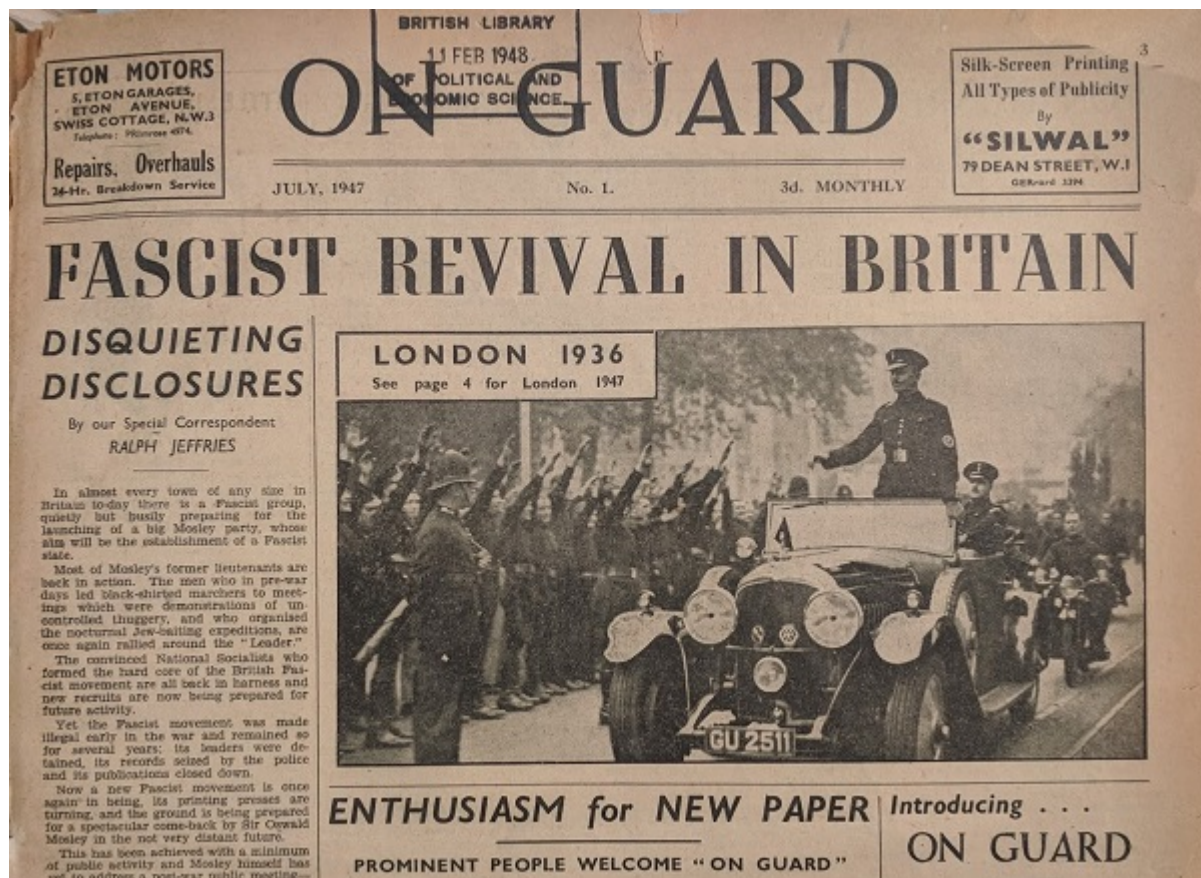 BRITISH LIBRARY
11 FEB 1948
OF POLITICAL AND
ECONOMIC SCIENCE
3
ETON MOTORS
5, ETON GARAGES,
ETON AVENUE,
SWISS COTTAGE, N.W.3
Telephone: PRImrose 4974.
Repairs, Overhauls
24-Hr. Breakdown Service
ON GUARD
Silk-Screen Printing
All Types of Publicity
By
"SILWAL"
79 DEAN STREET, W.1
GERrard 3394
JULY, 1947
No. 1.
3d. MONTHLY
FASCIST REVIVAL IN BRITAIN
DISQUIETING
DISCLOSURES
By our Special Correspondent
RALPH JEFFRIES
In almost every town of any size in
Britain to-day there is a Fascist group,
quietly but busily preparing for the
launching of a big Mosley party, whose
aim will be the establishment of a Fascist
state.
Most of Mosley's former lieutenants are
back in action. The men who in pre-war
days led black-shirted marchers to meet-
ings which were demonstrations of un-
controlled thuggery, and who organised
the nocturnal Jew-baiting expeditions, are
once again rallied around the "Leader."
The convinced National Socialists who
formed the hard core of the British Fas-
cist movement are all back in harness and
new recruits are now being prepared for
future activity.
Yet the Fascist movement was made
illegal early in the war and remained so
for several years; its leaders were de-
tained, its records seized by the police
and its publications closed down.
Now a new Fascist movement is once
again in being, its printing presses are
turning, and the ground is being prepared
for a spectacular come-back by Sir Oswald
Mosley in the not very distant future.
This has been achieved with a minimum
of public activity and Mosley himself has
yet to address a post-war public meeting—
LONDON 1936
See page 4 for London 1947
GU 2511
ENTHUSIASM for NEW PAPER
PROMINENT PEOPLE WELCOME "ON GUARD"
Introducing . . .
ON GUARD